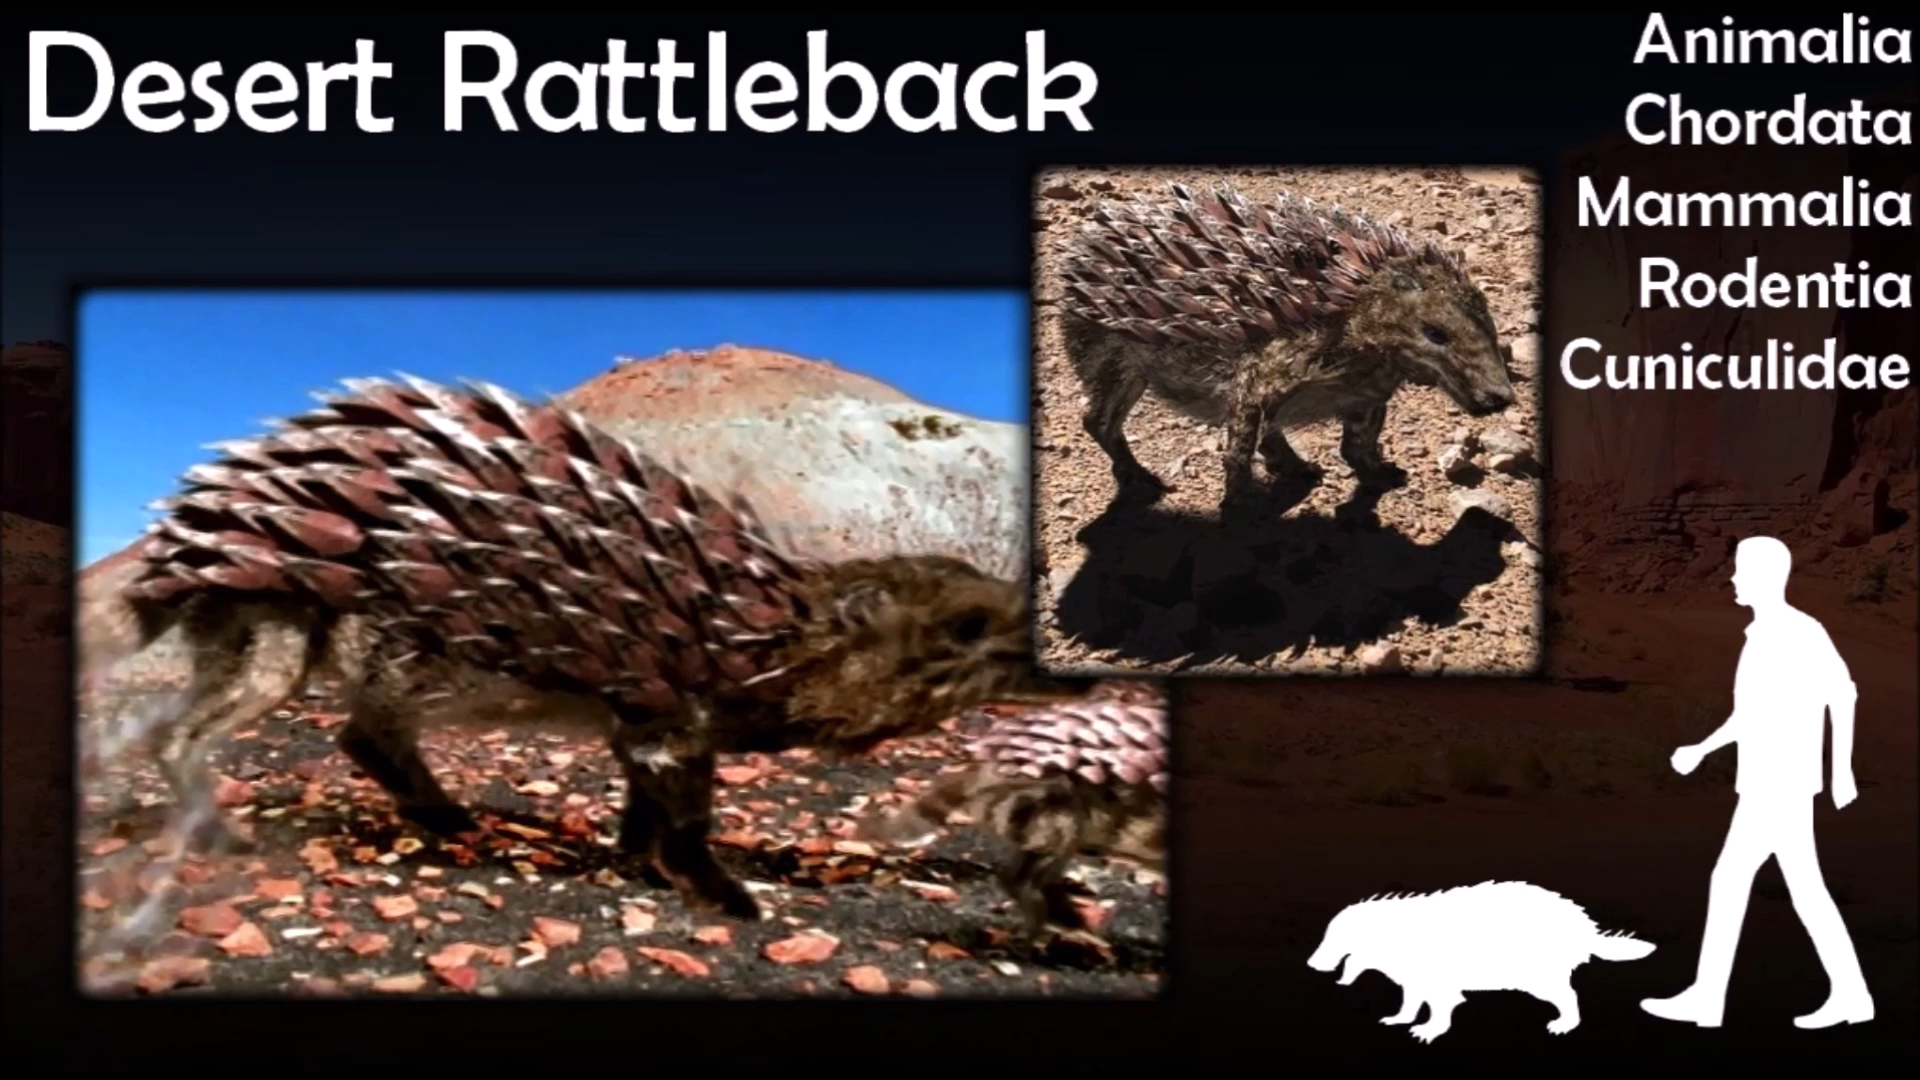 Desert Rattleback
Animalia
Chordata
Mammalia
Rodentia
Cuniculidae